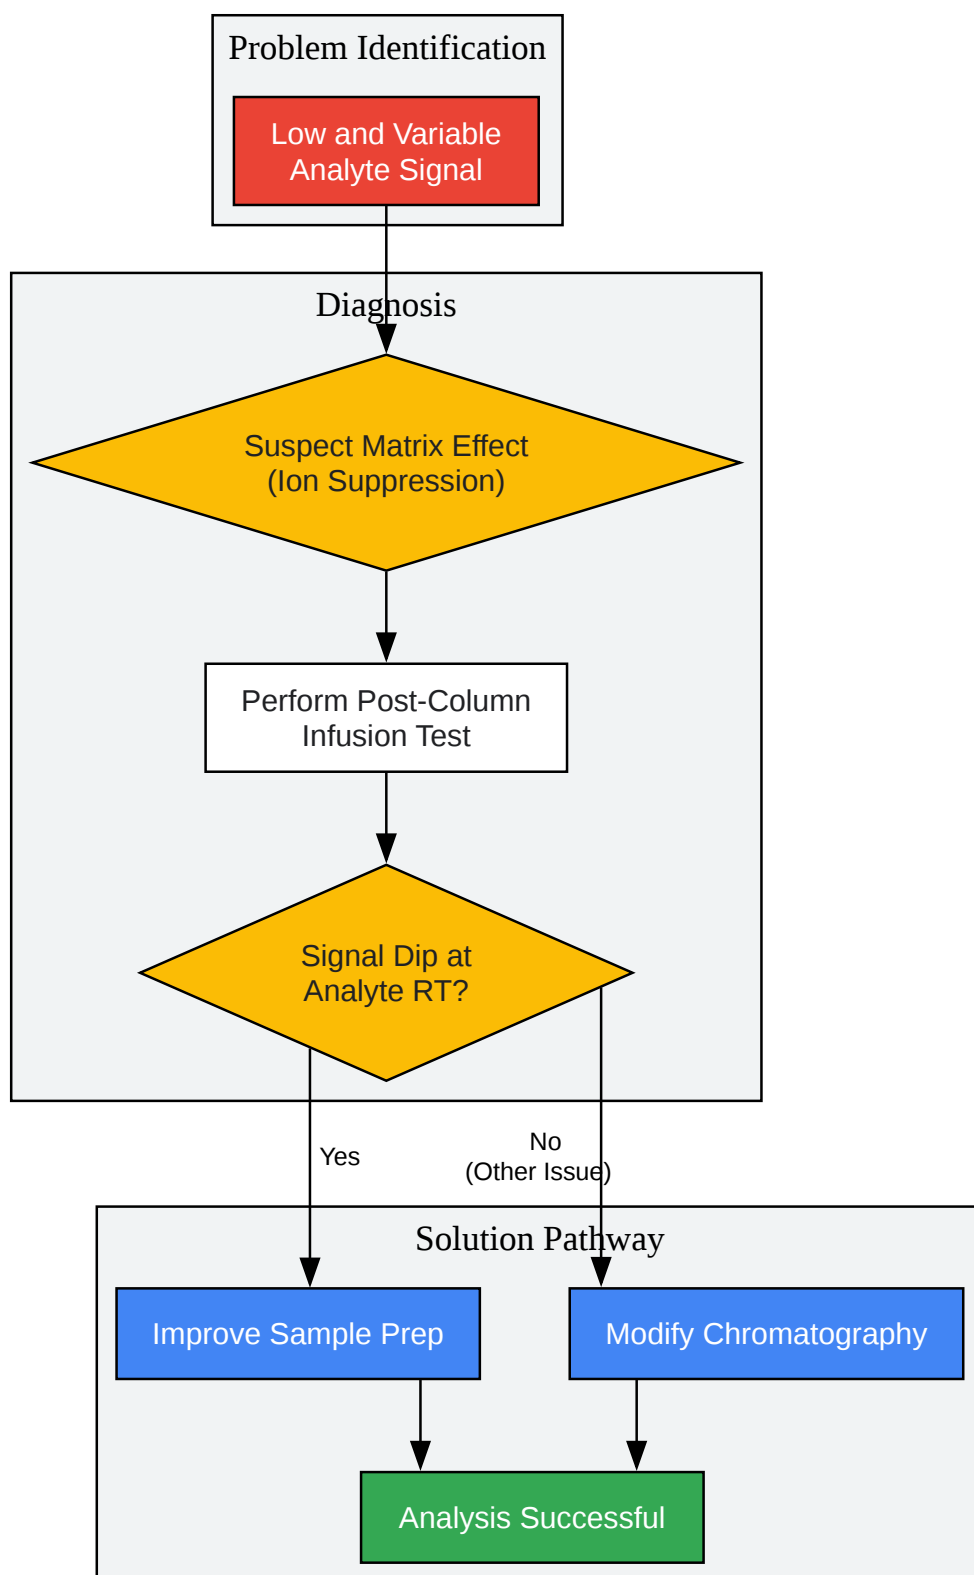 Problem Identification
Low and Variable
Analyte Signal
Diagnosis
Suspect Matrix Effect
(Ion Suppression)
Perform Post-Column
Infusion Test
Signal Dip at
Analyte RT?
Yes
No
(Other Issue)
Solution Pathway
Improve Sample Prep
Modify Chromatography
Analysis Successful